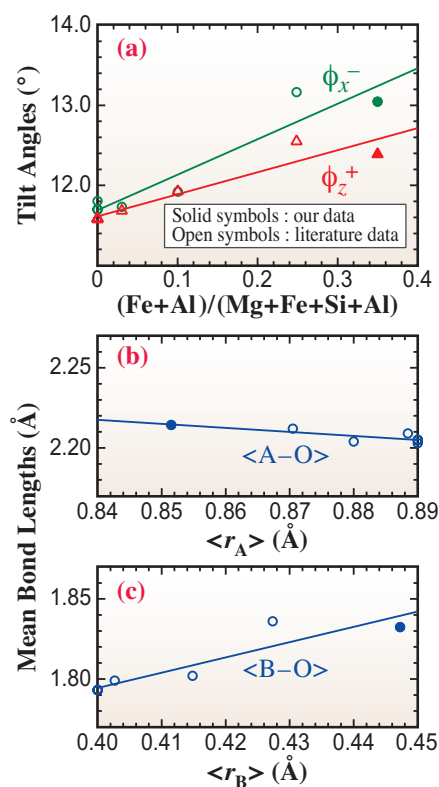 (a)
Tilt Angles (°)
14.0
13.0
12.0
ϕx−
ϕz+
Solid symbols : our data
Open symbols : literature data
0
0.1
0.2
0.3
0.4
(Fe+Al)/(Mg+Fe+Si+Al)
Mean Bond Lengths (Å)
(b)
2.25
2.20
<A–O>
0.84
0.85
0.86
0.87
0.88
0.89
<rA> (Å)
(c)
1.85
1.80
<B–O>
0.40
0.41
0.42
0.43
0.44
0.45
<rB> (Å)